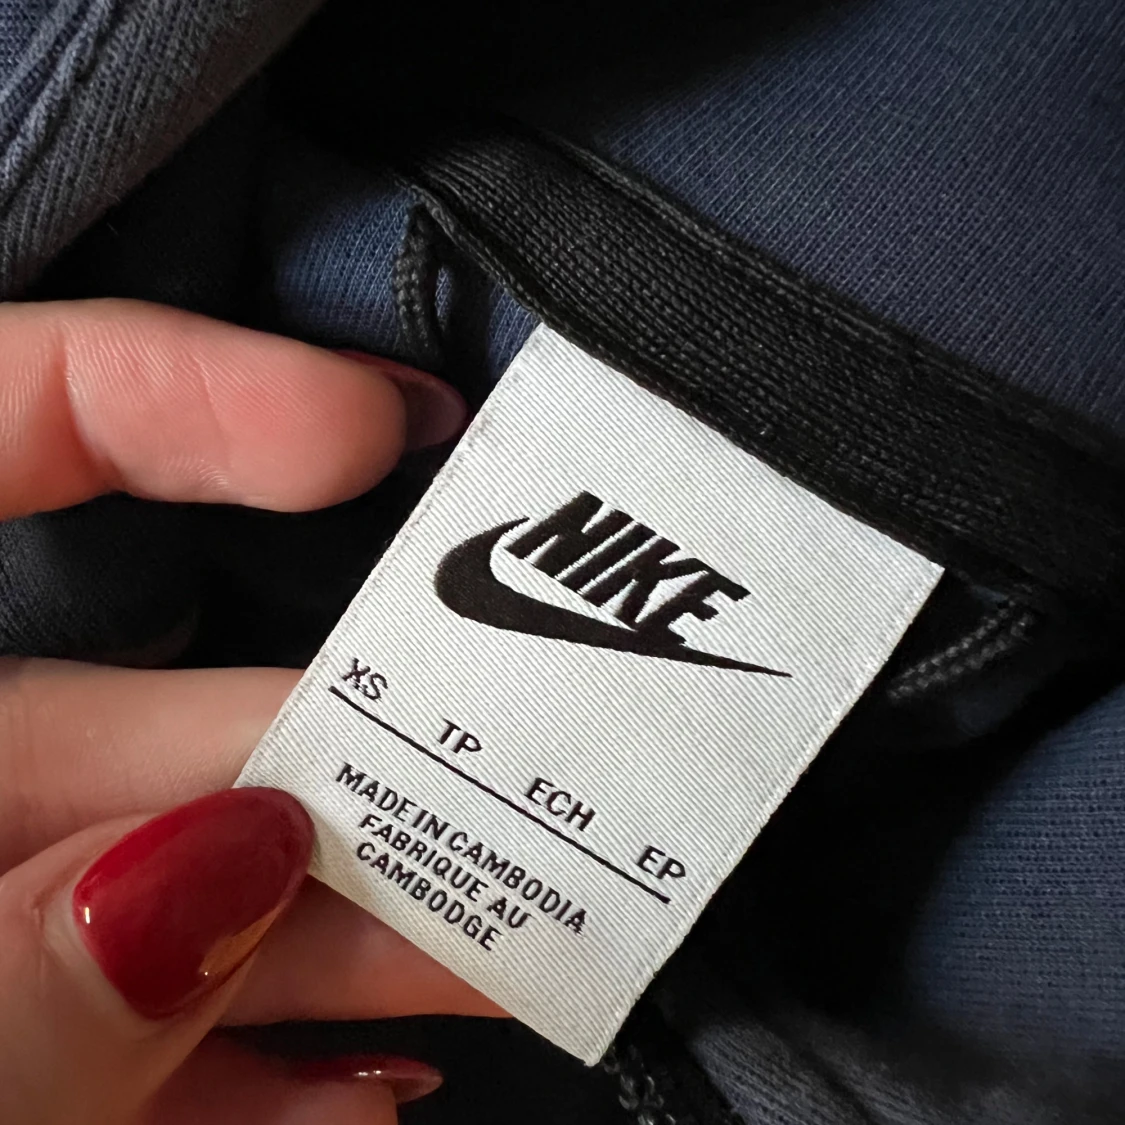 NIKE
XS TP ECH EP
MADE IN CAMBODIA
FABRIQUE AU
CAMBODGE